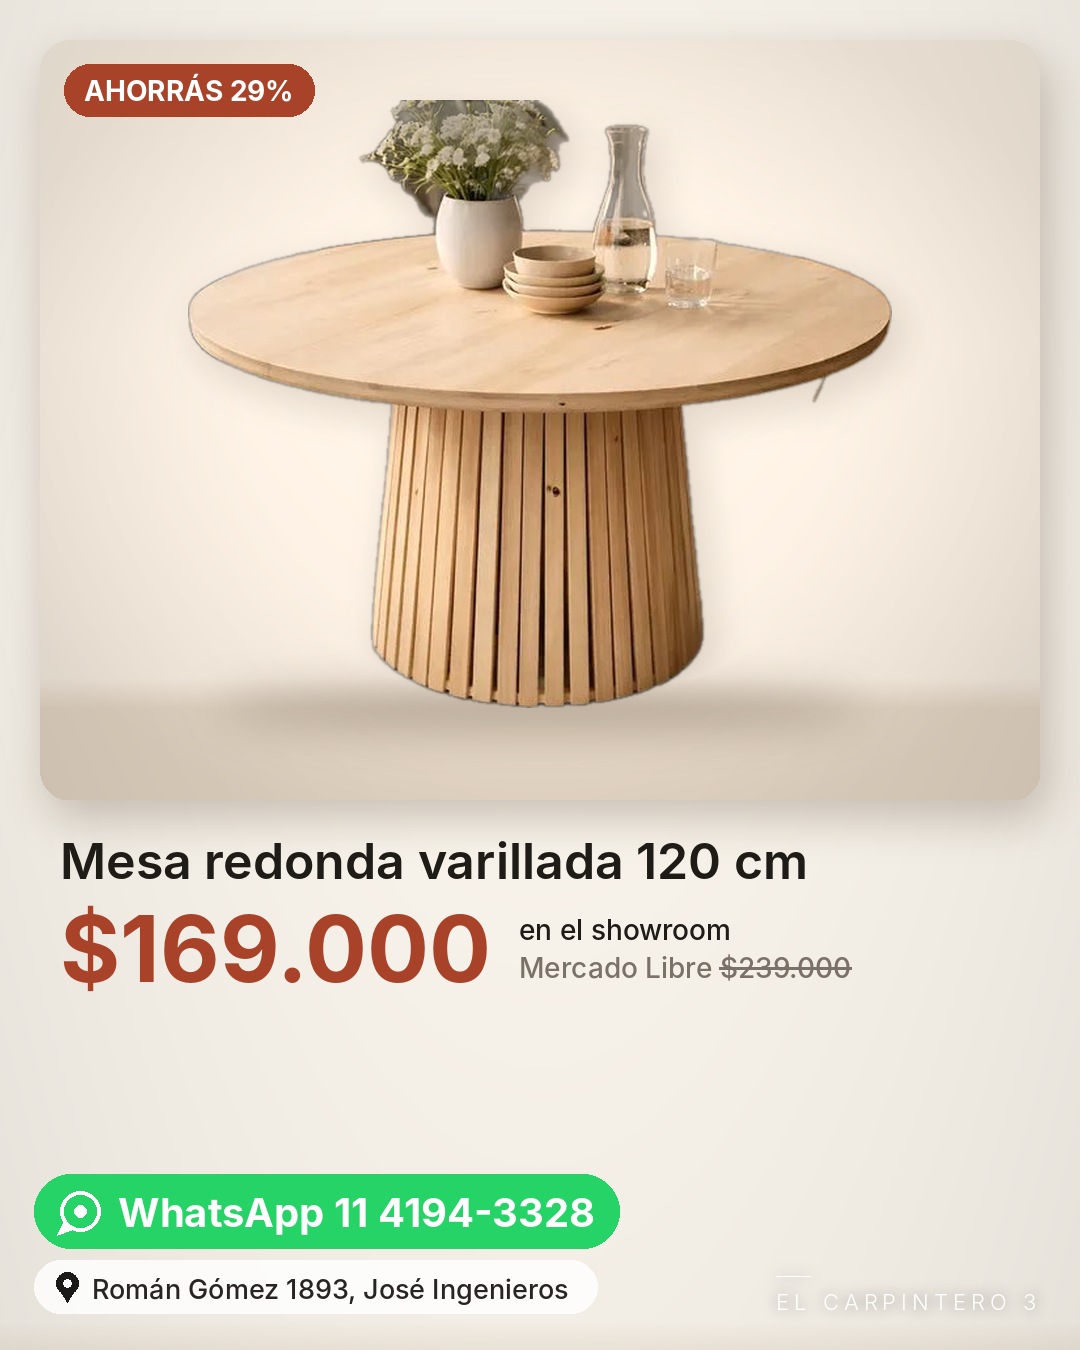 AHORRÁS 29%
Mesa redonda varillada 120 cm
$169.000
en el showroom
Mercado Libre $239.000
WhatsApp 11 4194-3328
Román Gómez 1893, José Ingenieros
EL CARPINTERO 3